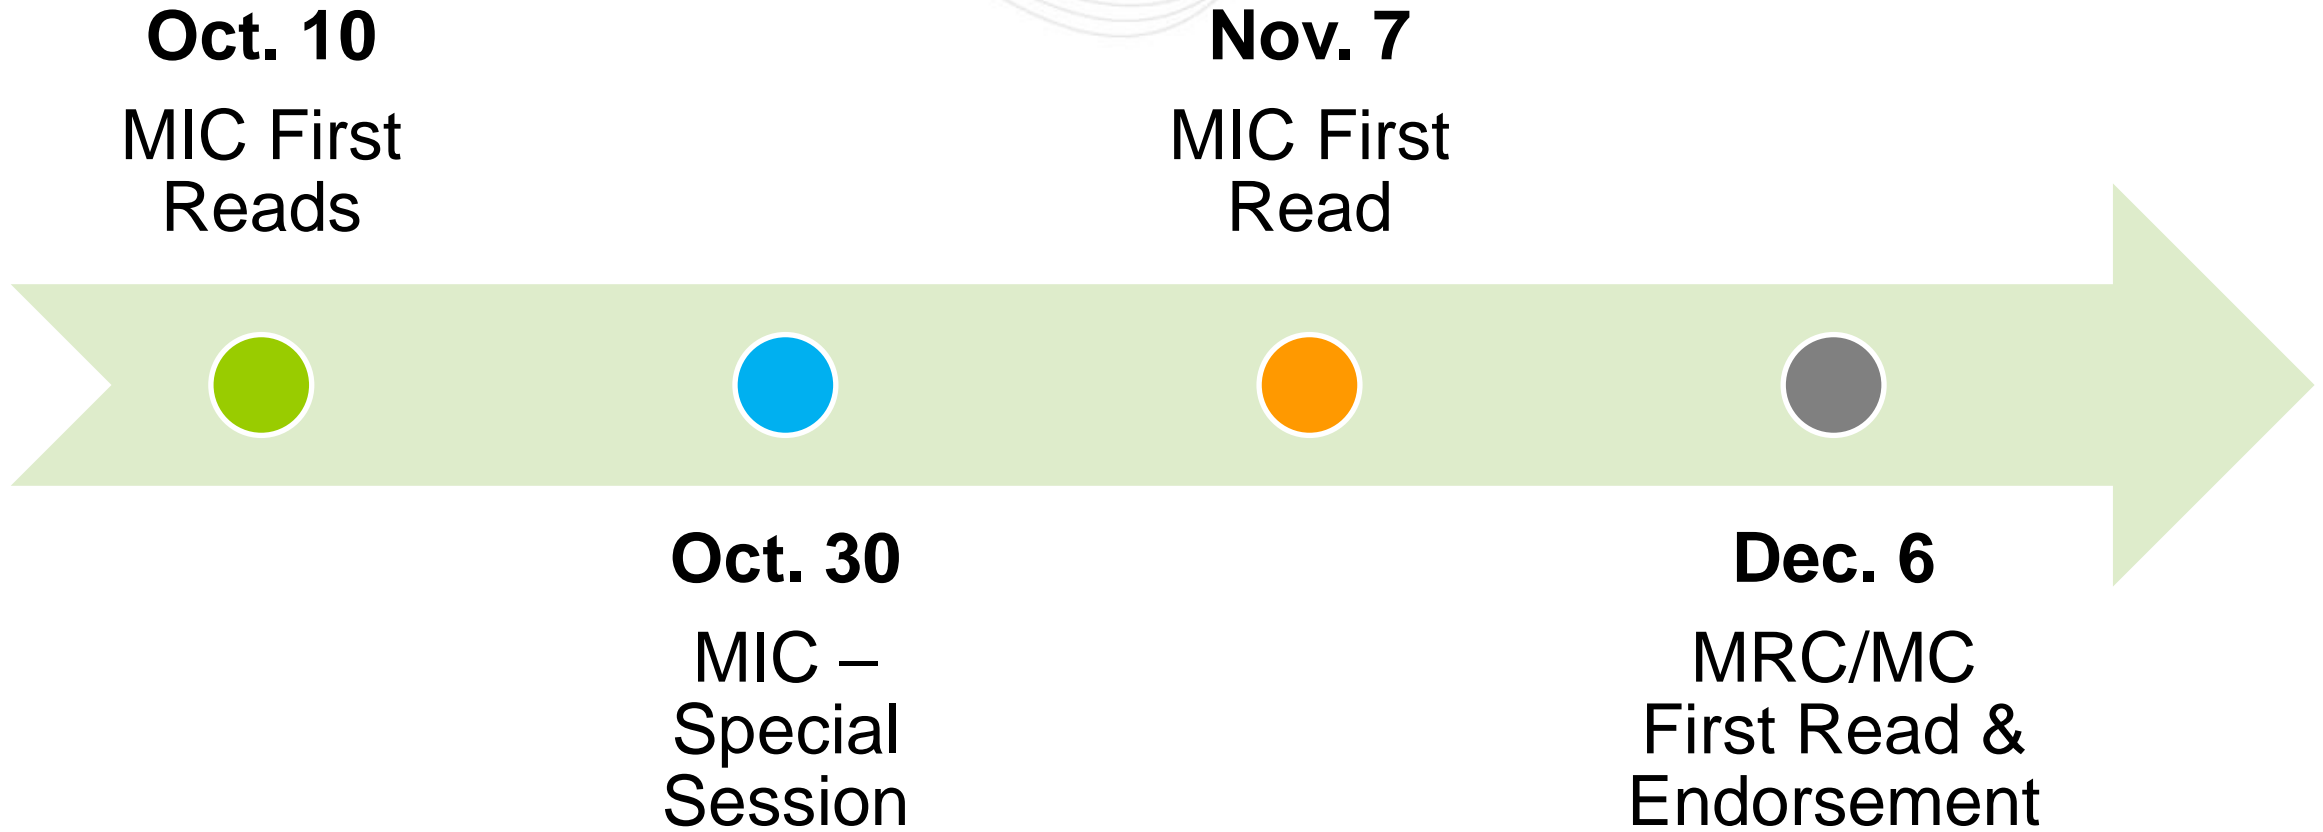 Oct. 10
MIC First
Reads
Oct. 30
MIC –
Special
Session
Nov. 7
MIC First
Read
Dec. 6
MRC/MC
First Read &
Endorsement